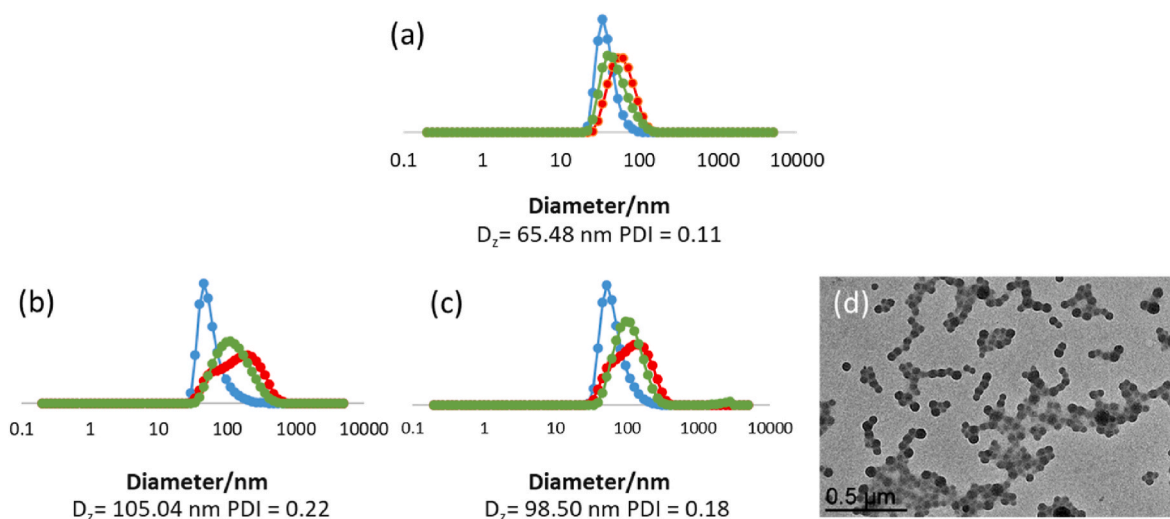 (a)
0.1 1 10 100 1000 10000
Diameter/nm
Dz= 65.48 nm PDI = 0.11
(b)
0.1 1 10 100 1000 10000
Diameter/nm
Dz= 105.04 nm PDI = 0.22
(c)
0.1 1 10 100 1000 10000
Diameter/nm
Dz= 98.50 nm PDI = 0.18
(d)
0.5 μm